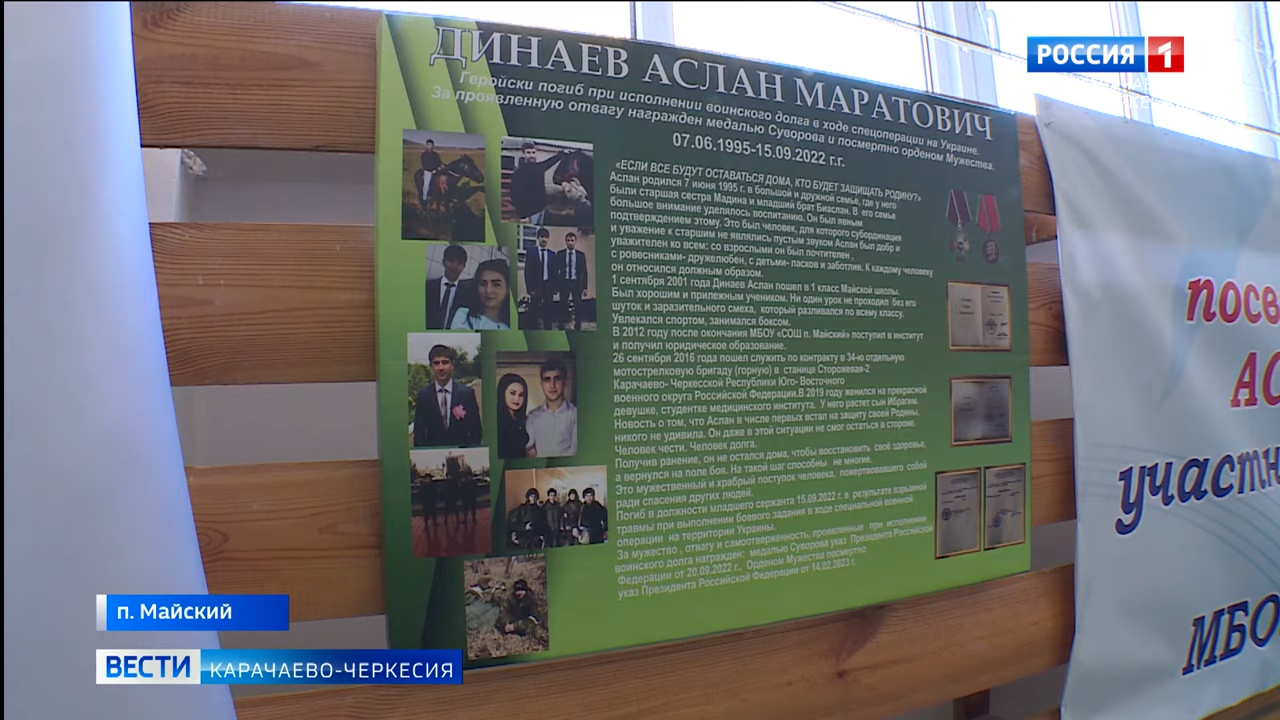 РОССИЯ 1
ДИНАЕВ АСЛАН МАРАТОВИЧ
Геройски погиб при исполнении воинского долга в ходе спецоперации на Украине.
За проявленную отвагу награжден медалью Суворова и посмертно орденом Мужества.
07.06.1995-15.09.2022 г.г.
«ЕСЛИ ВСЕ БУДУТ ОСТАВАТЬСЯ ДОМА, КТО БУДЕТ ЗАЩИЩАТЬ РОДИНУ?»
Аслан родился 7 июня 1995 г. в большой и дружной семье, где у него
были старшая сестра Мадина и младший брат Биаслан. В его семье
большое внимание уделялось воспитанию. Он был явным
подтверждением этому. Это был человек, для которого субординация
и уважение к старшим не являлись пустым звуком Аслан был добр и
уважителен ко всем: со взрослыми он был почтителен ,
с ровесниками- дружелюбен, с детьми- ласков и заботлив. К каждому человеку
он относился должным образом.
1 сентября 2001 года Динаев Аслан пошел в 1 класс Майской школы.
Был хорошим и прилежным учеником. Ни один урок не проходил без его
шуток и заразительного смеха, который разливался по всему классу.
Увлекался спортом, занимался боксом.
В 2012 году после окончания МБОУ «СОШ п. Майский» поступил в институт
и получил юридическое образование.
26 сентября 2016 года пошел служить по контракту в 34-ю отдельную
мотострелковую бригаду (горную) в станице Сторожевая-2
Карачаево- Черкесской Республики Юго- Восточного
военного округа Российской Федерации.В 2019 году женился на прекрасной
девушке, студентке медицинского института. У него растет сын Ибрагим.
Новость о том, что Аслан в числе первых встал на защиту своей Родины,
никого не удивила. Он даже в этой ситуации не смог остаться в стороне.
Человек чести. Человек долга.
Получив ранение, он не остался дома, чтобы восстановить своё здоровье,
а вернулся на поле боя. На такой шаг способны не многие.
Это мужественный и храбрый поступок человека, пожертвовавшего собой
ради спасения других людей.
Погиб в должности младшего сержанта 15.09.2022 г. в результате взрывной
травмы при выполнении боевого задания в ходе специальной военной
операции на территории Украины.
За мужество , отвагу и самоотверженность, проявленные при исполнении
воинского долга награжден: медалью Суворова указ Президента Российской
Федерации от 20.09.2022 г., Орденом Мужества посмертно
указ Президента Российской Федерации от 14.02.2023 г.
посе
АС
участн
МБО
п. Майский
ВЕСТИ КАРАЧАЕВО-ЧЕРКЕСИЯ